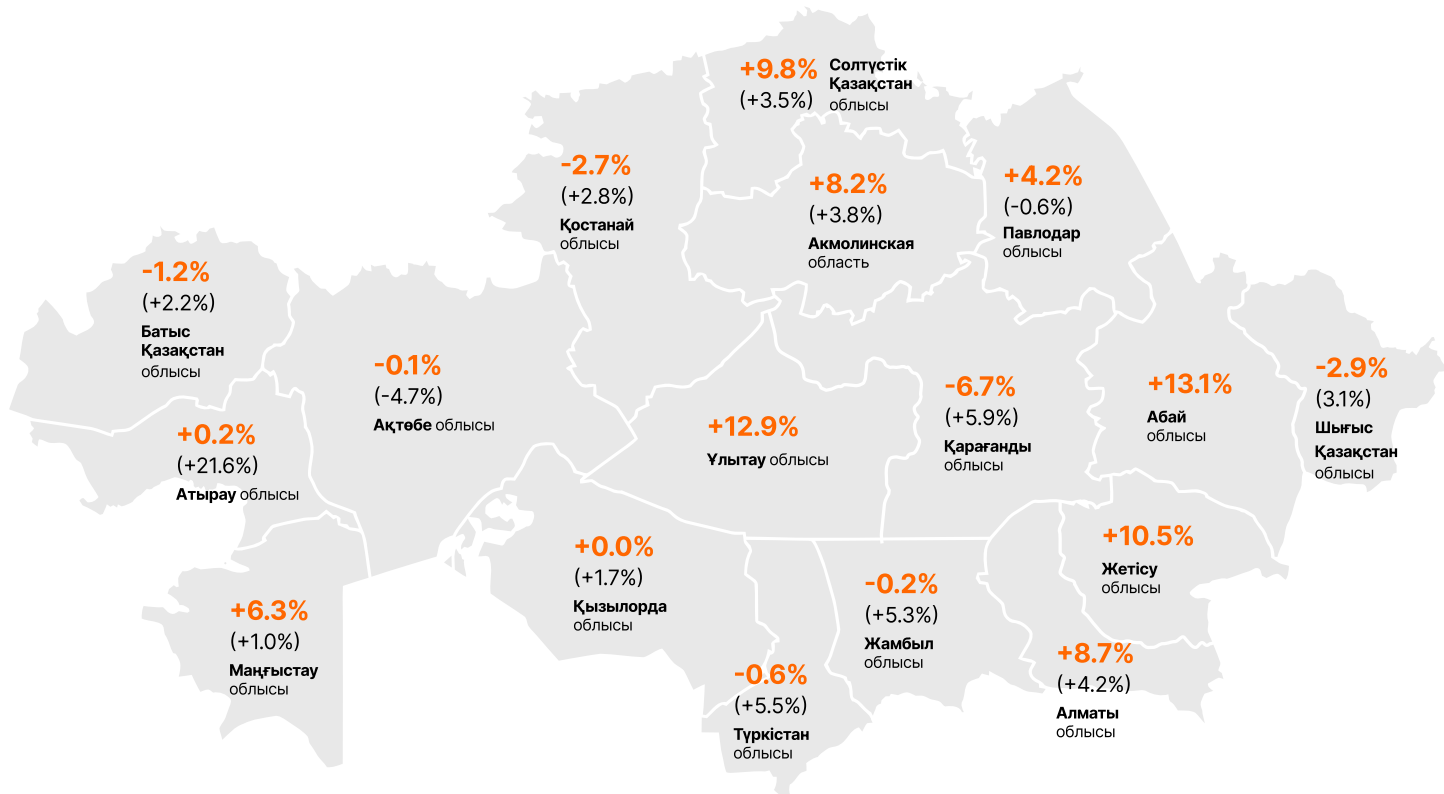 +9.8%
(+3.5%)
Солтүстік
Қазақстан
облысы
-2.7%
(+2.8%)
Қостанай
облысы
+8.2%
(+3.8%)
Акмолинская
область
+4.2%
(-0.6%)
Павлодар
облысы
-1.2%
(+2.2%)
Батыс
Қазақстан
облысы
-0.1%
(-4.7%)
Ақтөбе облысы
+0.2%
(+21.6%)
Атырау облысы
+12.9%
Ұлытау облысы
-6.7%
(+5.9%)
Қарағанды
облысы
+13.1%
Абай
облысы
-2.9%
(3.1%)
Шығыс
Қазақстан
облысы
+6.3%
(+1.0%)
Маңғыстау
облысы
+0.0%
(+1.7%)
Қызылорда
облысы
-0.6%
(+5.5%)
Түркістан
облысы
-0.2%
(+5.3%)
Жамбыл
облысы
+10.5%
Жетісу
облысы
+8.7%
(+4.2%)
Алматы
облысы